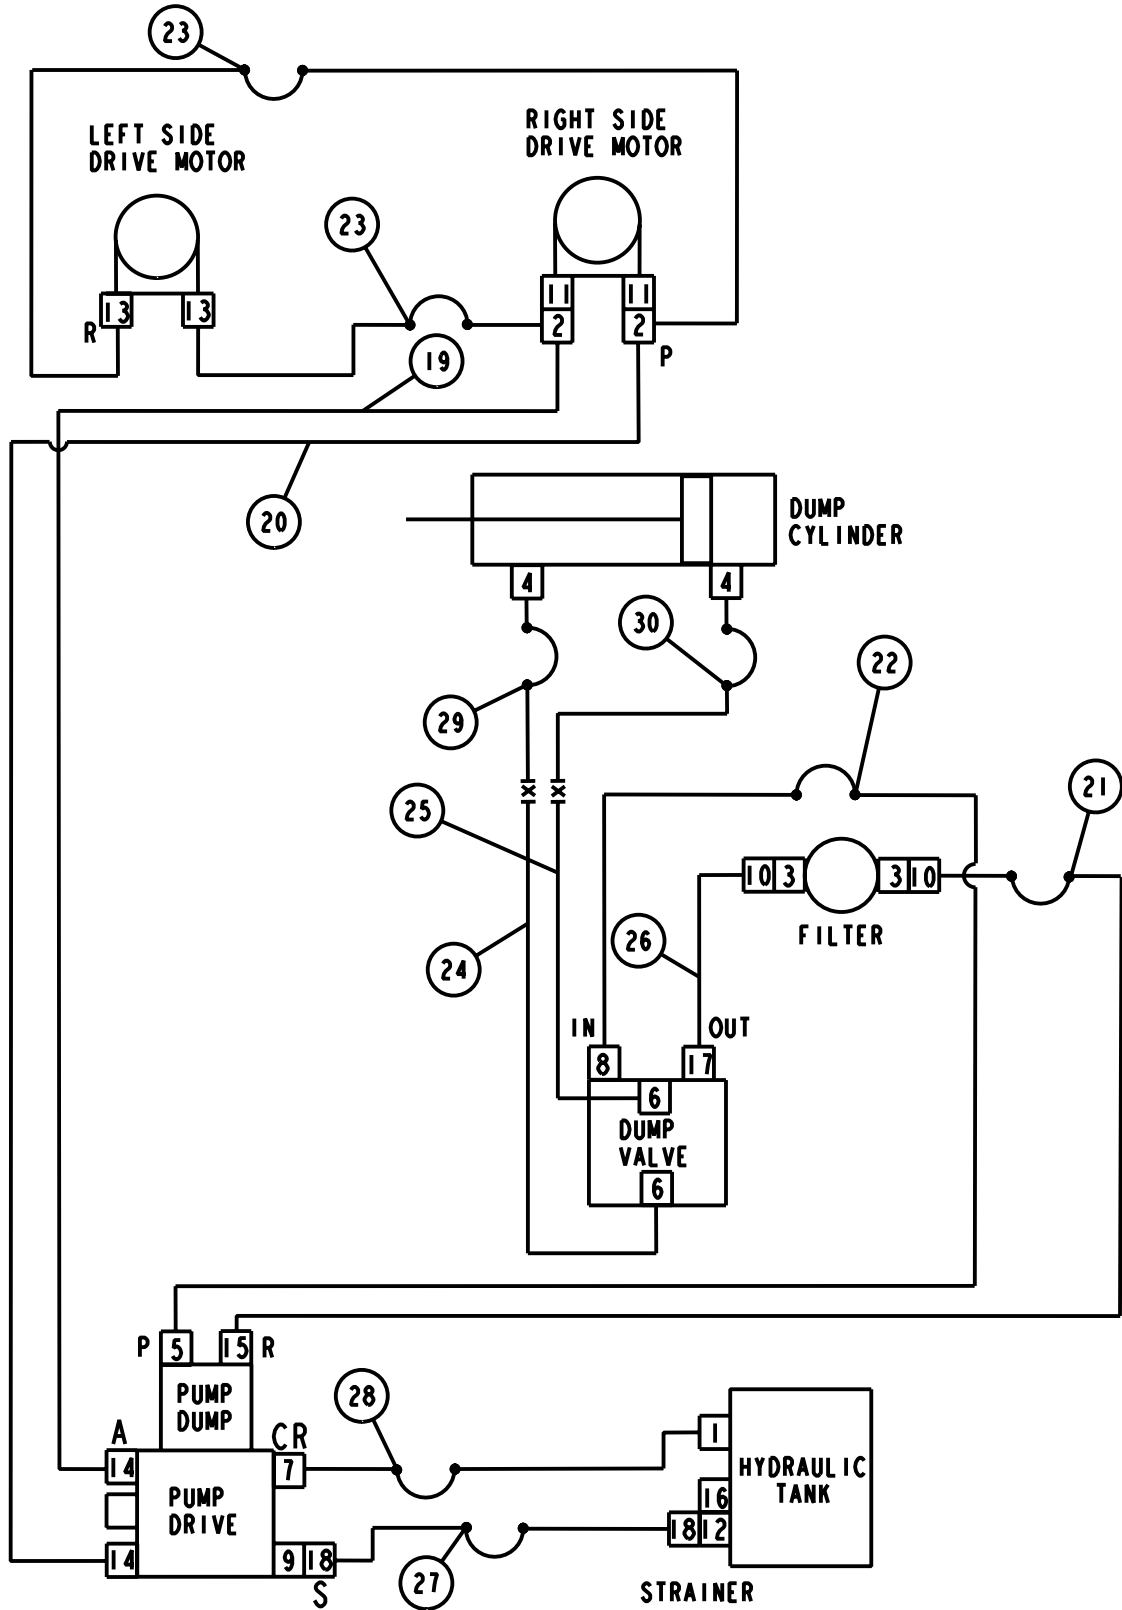 23
RIGHT SIDE
DRIVE MOTOR
LEFT SIDE
DRIVE MOTOR
23
11 11
13 13
2 2
R
P
19
20
DUMP
CYLINDER
4 4
30
22
29
21
25
10 3 3 10
FILTER
26
24
IN OUT
8 17
6
DUMP
VALVE
6
P 5 15 R
PUMP
DUMP
28
A CR
1
14 7
HYDRAULIC
TANK
16
PUMP
DRIVE
18 12
14 9 18
27
S
STRAINER